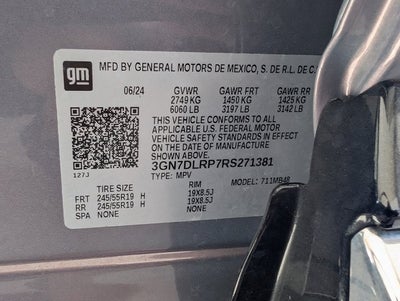 gm
MFD BY GENERAL MOTORS DE MEXICO, S. DE R.L. DE C.
06/24 GVWR GAWR FRT GAWR RR
2749 KG 1450 KG 1425 KG
6060 LB 3197 LB 3142 LB
THIS VEHICLE CONFORMS TO ALL
APPLICABLE U.S. FEDERAL MOTOR
VEHICLE SAFETY STANDARDS IN EFFECT
ON THE DATE OF MANUFACTURE
SHOWN ABOVE.
3GN7DLRP7RS271381
TYPE: MPV MODEL: 711MB48
127J
TIRE SIZE RIM
FRT 245/55R19 H 19X8.5J
RR 245/55R19 H 19X8.5J
SPA NONE NONE